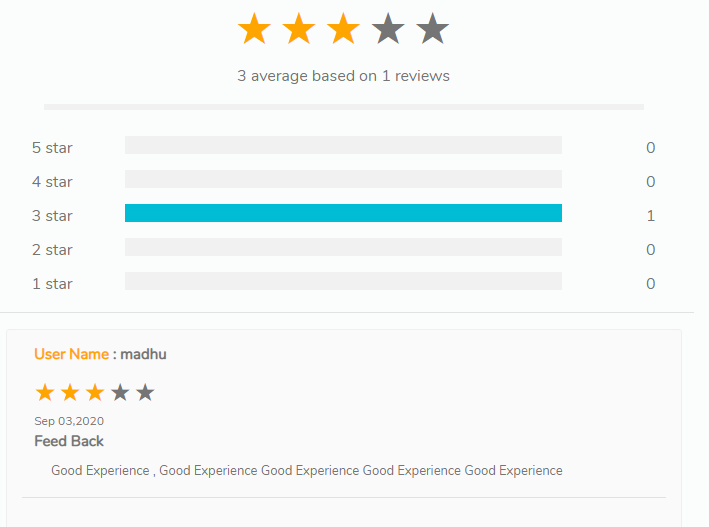 3 average based on 1 reviews
5 star 0
4 star 0
3 star 1
2 star 0
1 star 0
User Name : madhu
Sep 03,2020
Feed Back
Good Experience , Good Experience Good Experience Good Experience Good Experience